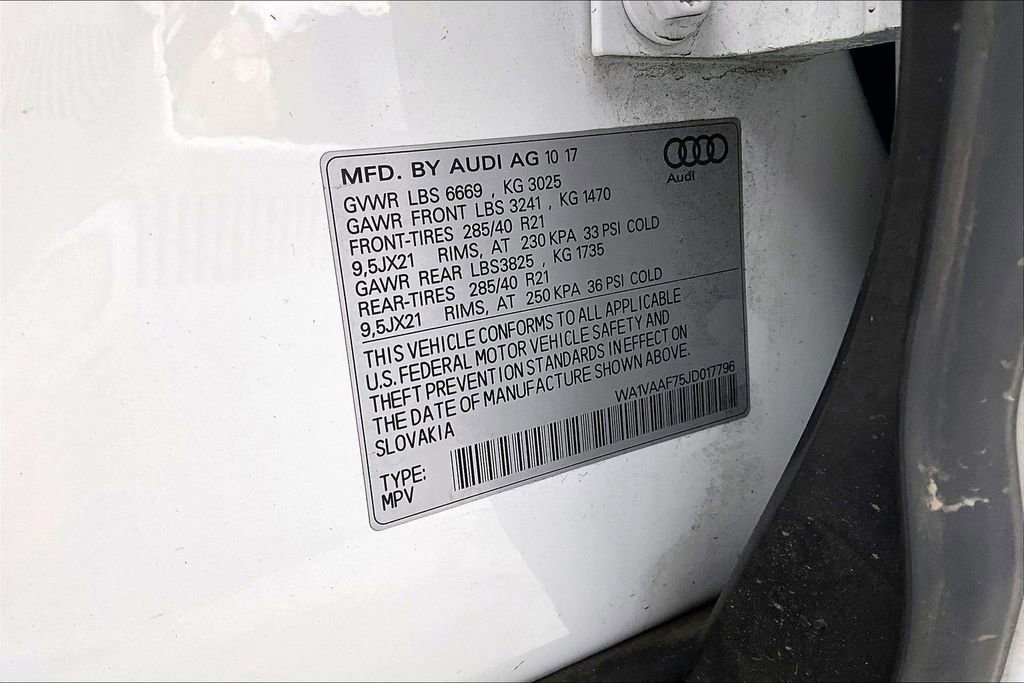 MFD. BY AUDI AG 10 17
Audi
GVWR LBS 6669 , KG 3025
GAWR FRONT LBS 3241 , KG 1470
FRONT-TIRES 285/40 R21
9,5JX21 RIMS, AT 230 KPA 33 PSI COLD
GAWR REAR LBS3825 , KG 1735
REAR-TIRES 285/40 R21
9,5JX21 RIMS, AT 250 KPA 36 PSI COLD
THIS VEHICLE CONFORMS TO ALL APPLICABLE
U.S. FEDERAL MOTOR VEHICLE SAFETY AND
THEFT PREVENTION STANDARDS IN EFFECT ON
THE DATE OF MANUFACTURE SHOWN ABOVE.
SLOVAKIA
WA1VAAF75JD017796
TYPE:
MPV